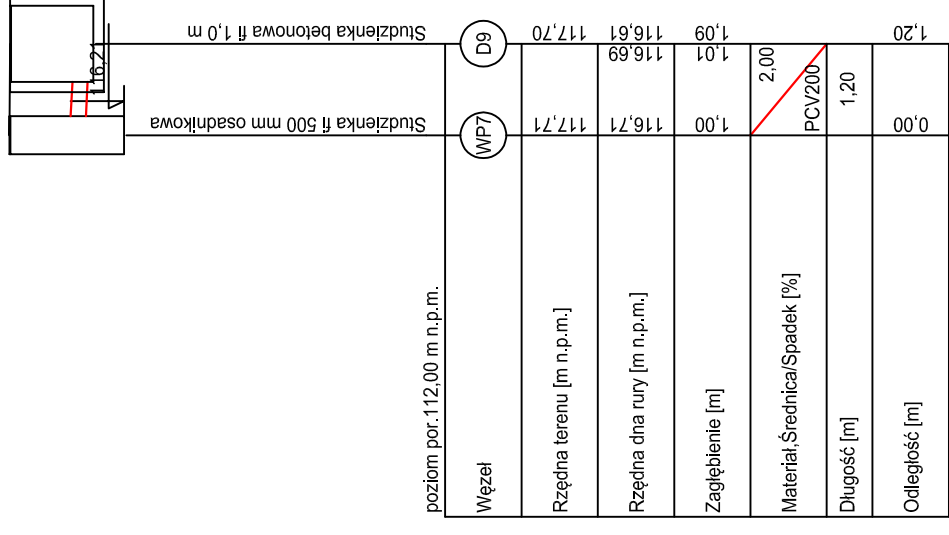 poziom por.112,00 m n.p.m.
Studzienka fi 500 mm osadnikowa
Studzienka betonowa fi 1,0 m
116,21
Węzeł
WP7
D9
Rzędna terenu [m n.p.m.]
117,71
117,70
Rzędna dna rury [m n.p.m.]
116,71
116,69
116,61
Zagłębienie [m]
1,00
1,01
1,09
Materiał,Średnica/Spadek [%]
PCV200
2,00
Długość [m]
1,20
Odległość [m]
0,00
1,20